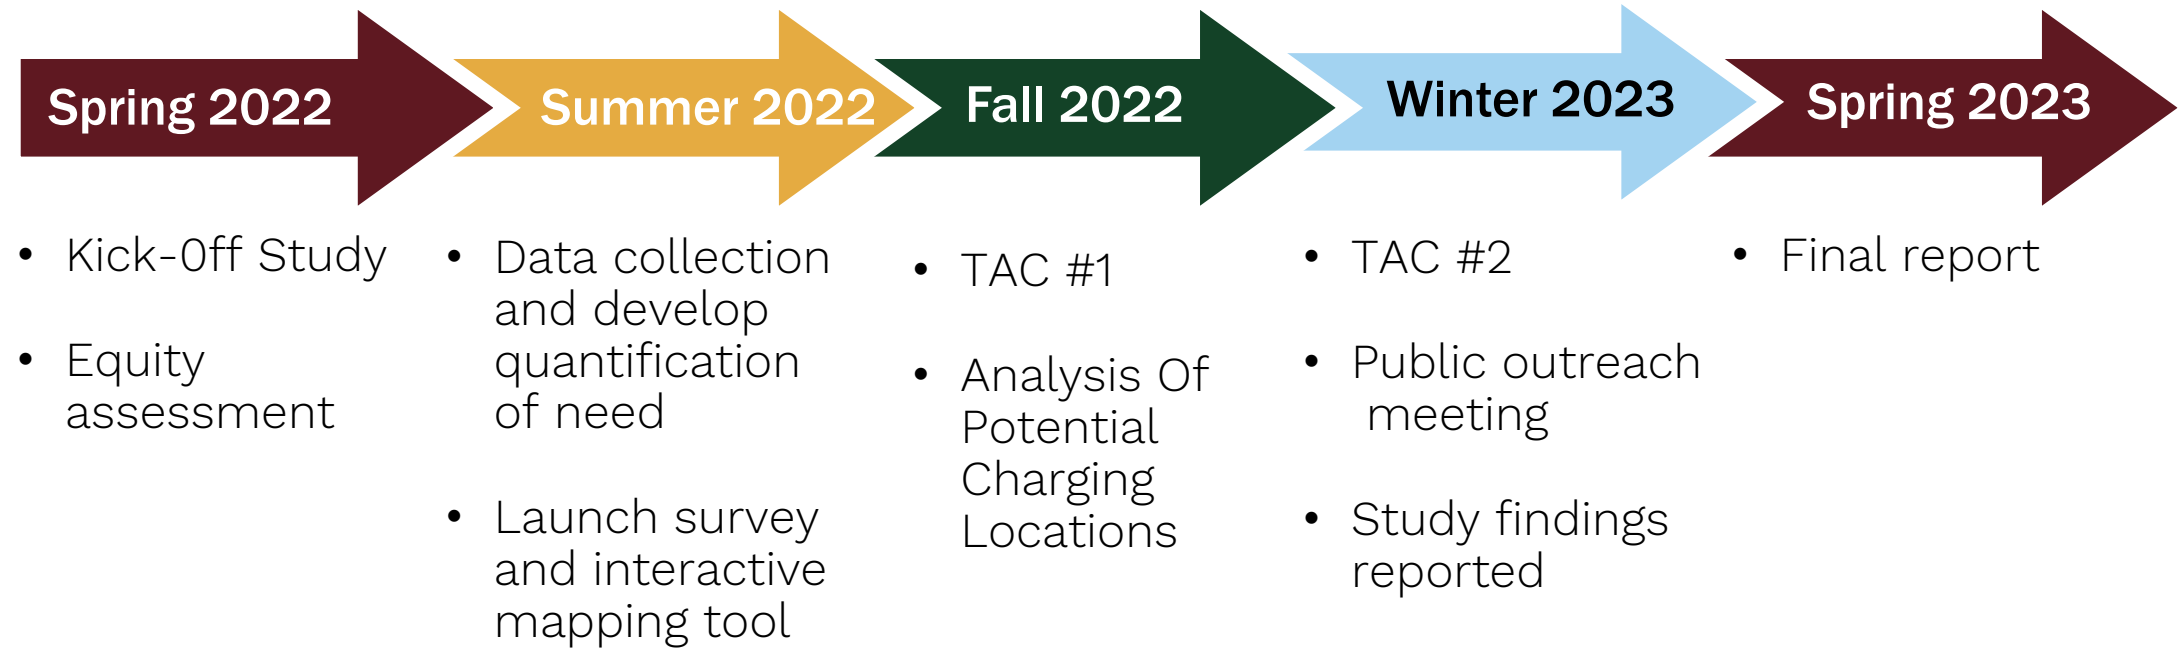 Spring 2022
Summer 2022
Fall 2022
Winter 2023
Spring 2023
• Kick-Off Study
• Equity
assessment
• Data collection
and develop
quantification
of need
• Launch survey
and interactive
mapping tool
• TAC #1
• Analysis Of
Potential
Charging
Locations
• TAC #2
• Public outreach
meeting
• Study findings
reported
• Final report